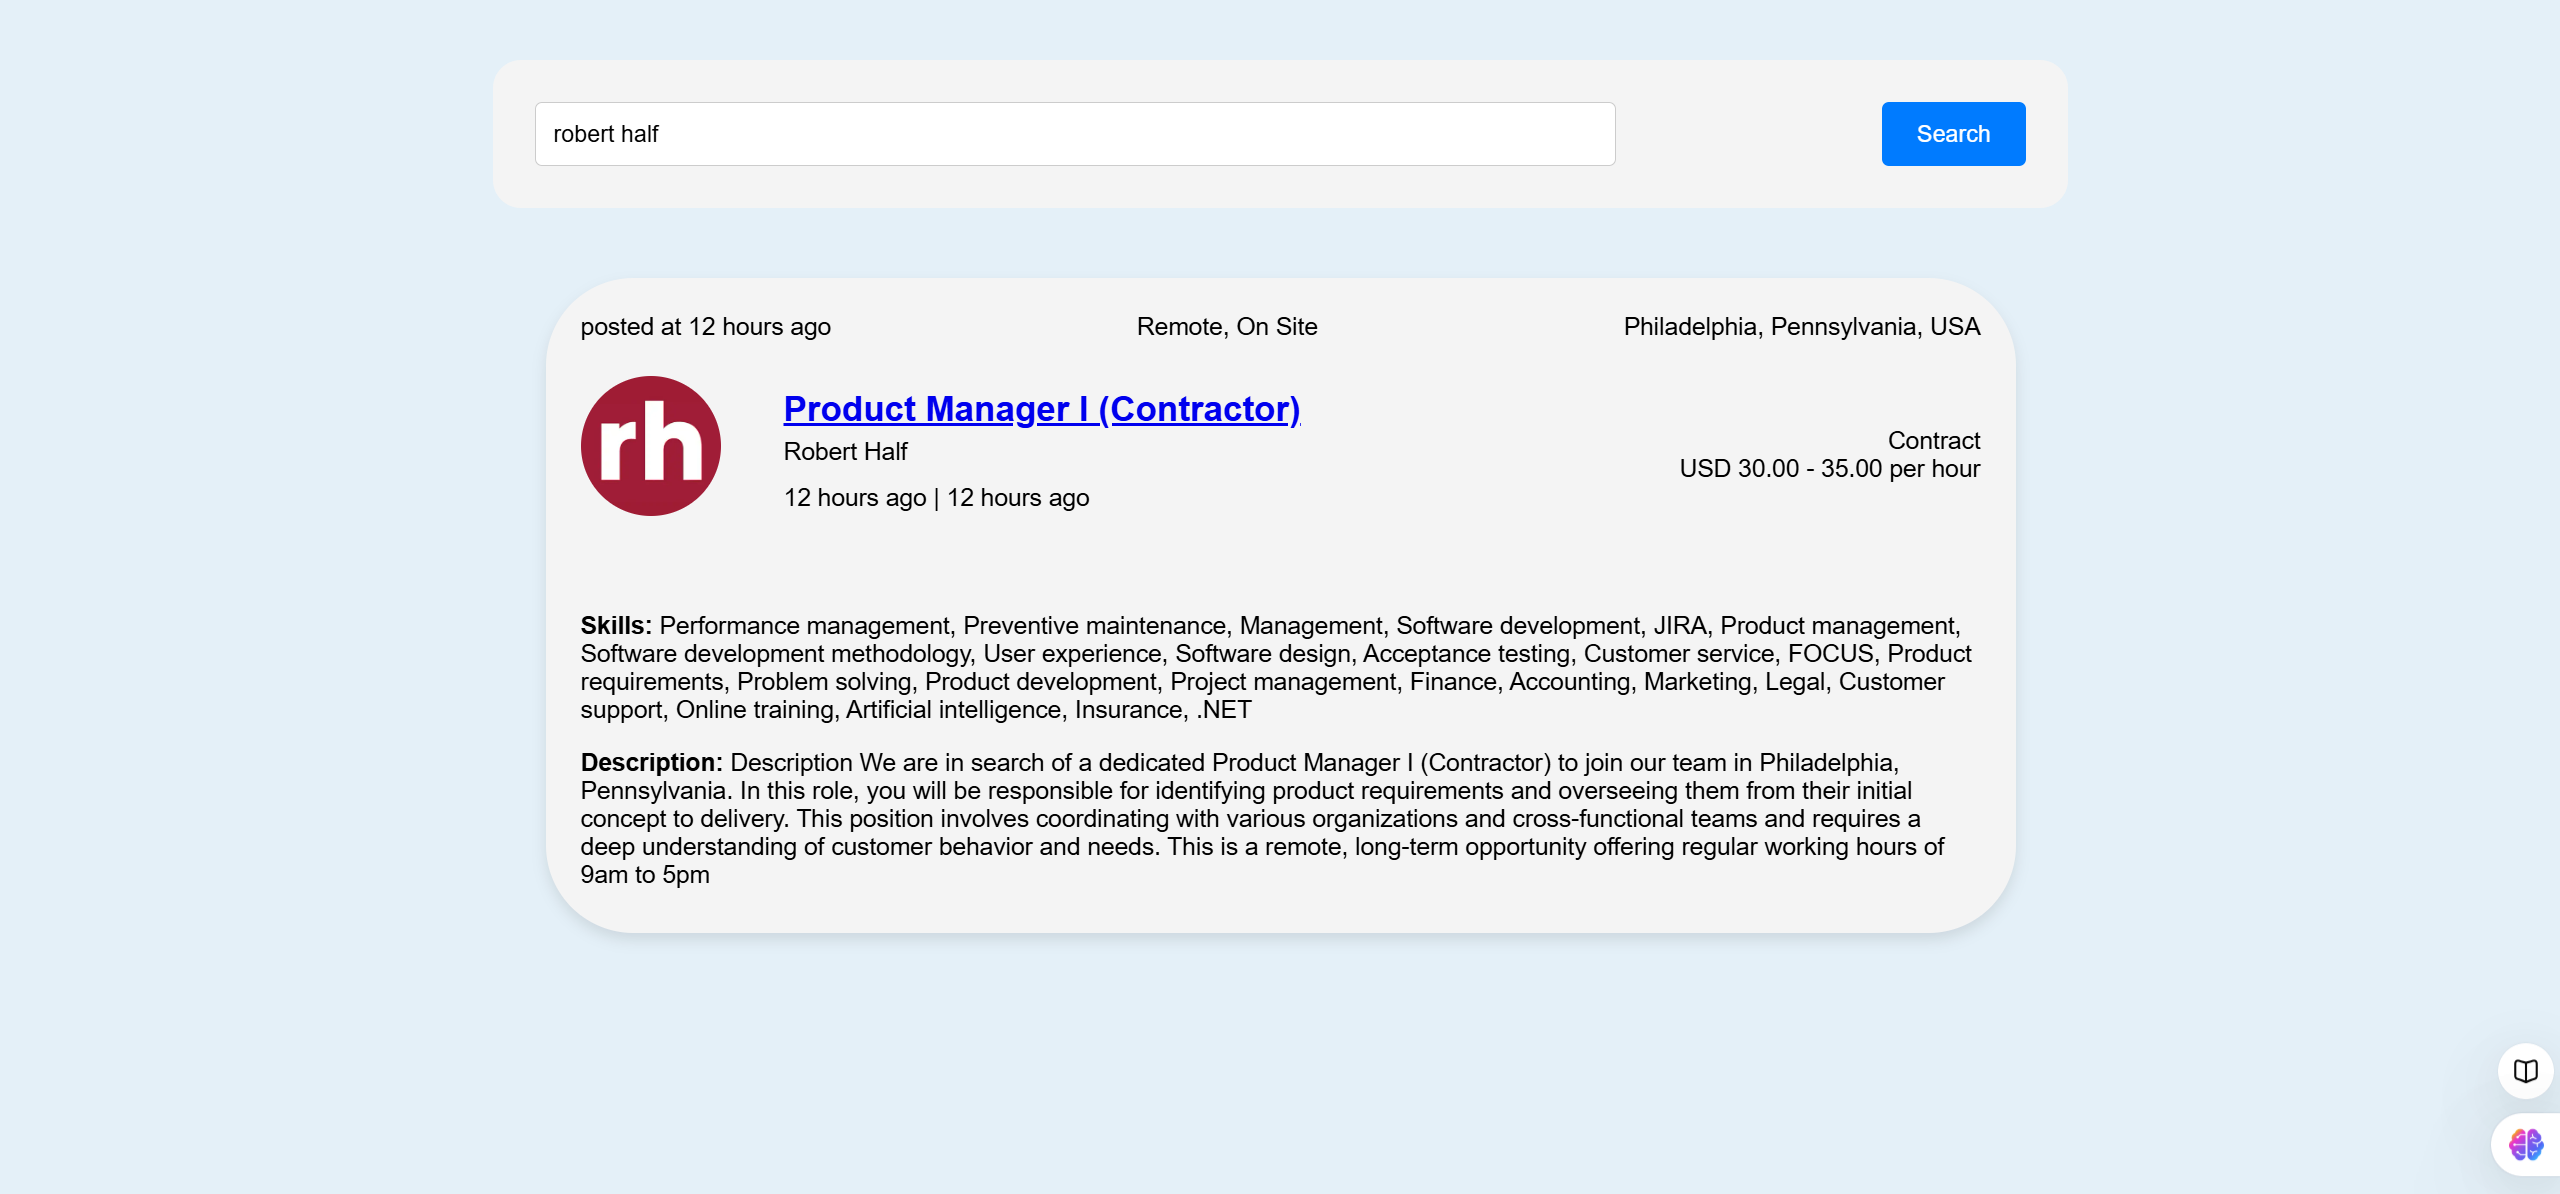 robert half
Search
posted at 12 hours ago
Remote, On Site
Philadelphia, Pennsylvania, USA
rh
Product Manager I (Contractor)
Robert Half
12 hours ago | 12 hours ago
Contract
USD 30.00 - 35.00 per hour
Skills: Performance management, Preventive maintenance, Management, Software development, JIRA, Product management,
Software development methodology, User experience, Software design, Acceptance testing, Customer service, FOCUS, Product
requirements, Problem solving, Product development, Project management, Finance, Accounting, Marketing, Legal, Customer
support, Online training, Artificial intelligence, Insurance, .NET
Description: Description We are in search of a dedicated Product Manager I (Contractor) to join our team in Philadelphia,
Pennsylvania. In this role, you will be responsible for identifying product requirements and overseeing them from their initial
concept to delivery. This position involves coordinating with various organizations and cross-functional teams and requires a
deep understanding of customer behavior and needs. This is a remote, long-term opportunity offering regular working hours of
9am to 5pm